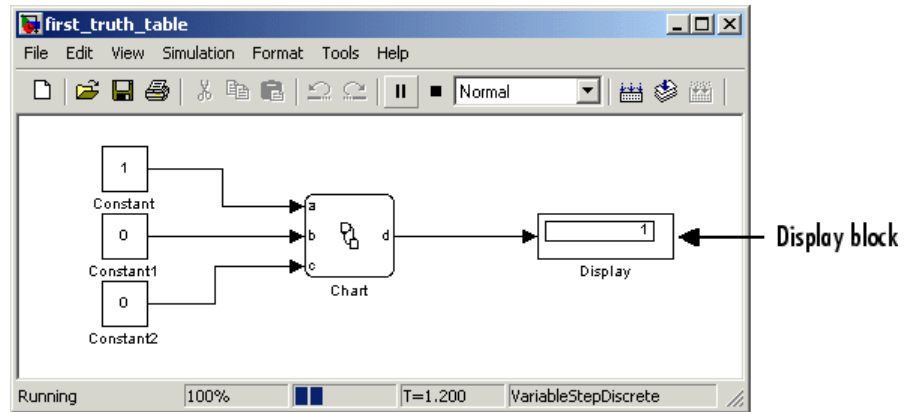 first_truth_table
File Edit View Simulation Format Tools Help
Normal
1
Constant
0
Constant1
0
Constant2
a
b
c
d
Chart
1
Display
Display block
Running 100% T=1.200 VariableStepDiscrete